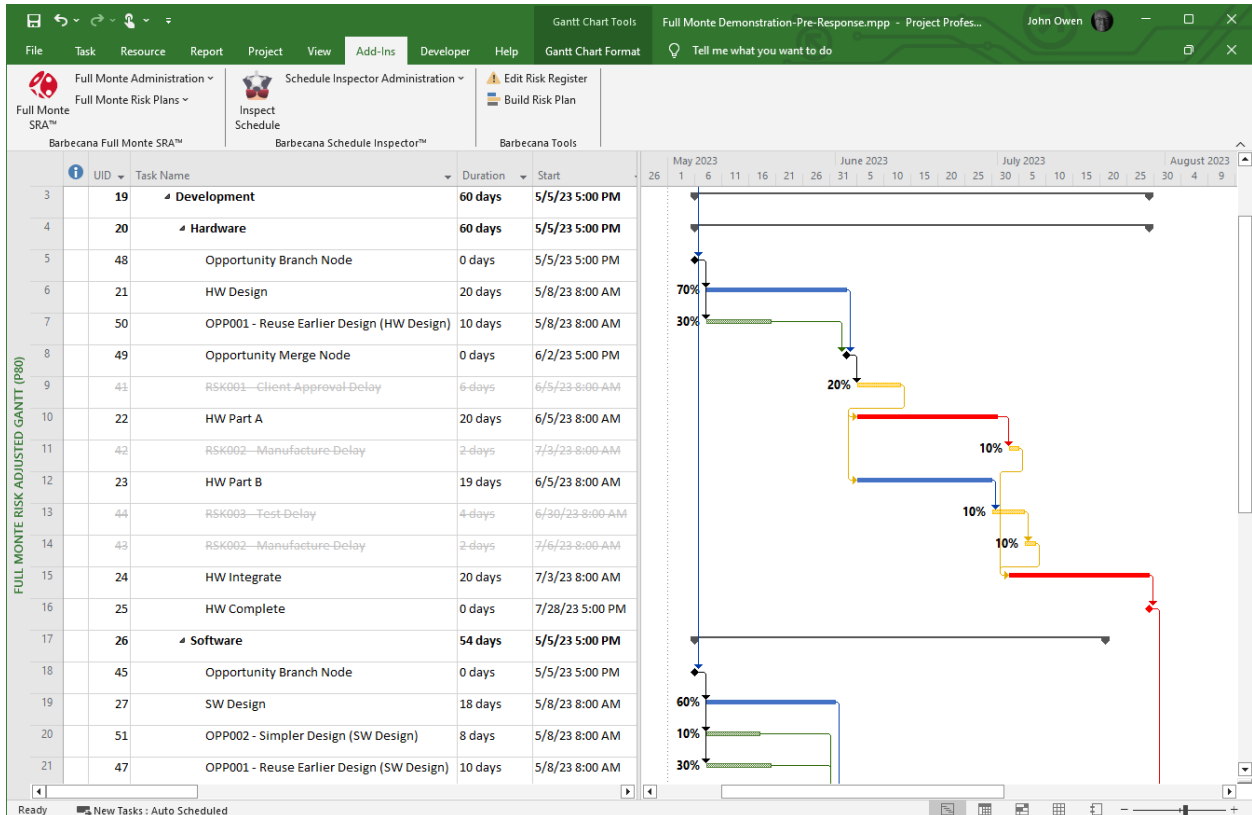 Gantt Chart Tools
Full Monte Demonstration-Pre-Response.mpp - Project Profes...
John Owen
File Task Resource Report Project View Add-Ins Developer Help Gantt Chart Format Tell me what you want to do
Full Monte SRA™
Full Monte Administration
Full Monte Risk Plans
Barbecana Full Monte SRA™
Inspect Schedule
Schedule Inspector Administration
Barbecana Schedule Inspector™
Edit Risk Register
Build Risk Plan
Barbecana Tools
FULL MONTE RISK ADJUSTED GANTT (P80)
May 2023 June 2023 July 2023 August 2023
UID Task Name Duration Start 26 1 6 11 16 21 26 31 5 10 15 20 25 30 5 10 15 20 25 30 4 9
3 19 Development 60 days 5/5/23 5:00 PM
4 20 Hardware 60 days 5/5/23 5:00 PM
5 48 Opportunity Branch Node 0 days 5/5/23 5:00 PM
6 21 HW Design 20 days 5/8/23 8:00 AM 70%
7 50 OPP001 - Reuse Earlier Design (HW Design) 10 days 5/8/23 8:00 AM 30%
8 49 Opportunity Merge Node 0 days 6/2/23 5:00 PM
9 41 RSK001 - Client Approval Delay 6 days 6/5/23 8:00 AM 20%
10 22 HW Part A 20 days 6/5/23 8:00 AM
11 42 RSK002 - Manufacture Delay 2 days 7/3/23 8:00 AM 10%
12 23 HW Part B 19 days 6/5/23 8:00 AM
13 44 RSK003 - Test Delay 4 days 6/30/23 8:00 AM 10%
14 43 RSK002 - Manufacture Delay 2 days 7/6/23 8:00 AM 10%
15 24 HW Integrate 20 days 7/3/23 8:00 AM
16 25 HW Complete 0 days 7/28/23 5:00 PM
17 26 Software 54 days 5/5/23 5:00 PM
18 45 Opportunity Branch Node 0 days 5/5/23 5:00 PM
19 27 SW Design 18 days 5/8/23 8:00 AM 60%
20 51 OPP002 - Simpler Design (SW Design) 8 days 5/8/23 8:00 AM 10%
21 47 OPP001 - Reuse Earlier Design (SW Design) 10 days 5/8/23 8:00 AM 30%
Ready New Tasks : Auto Scheduled